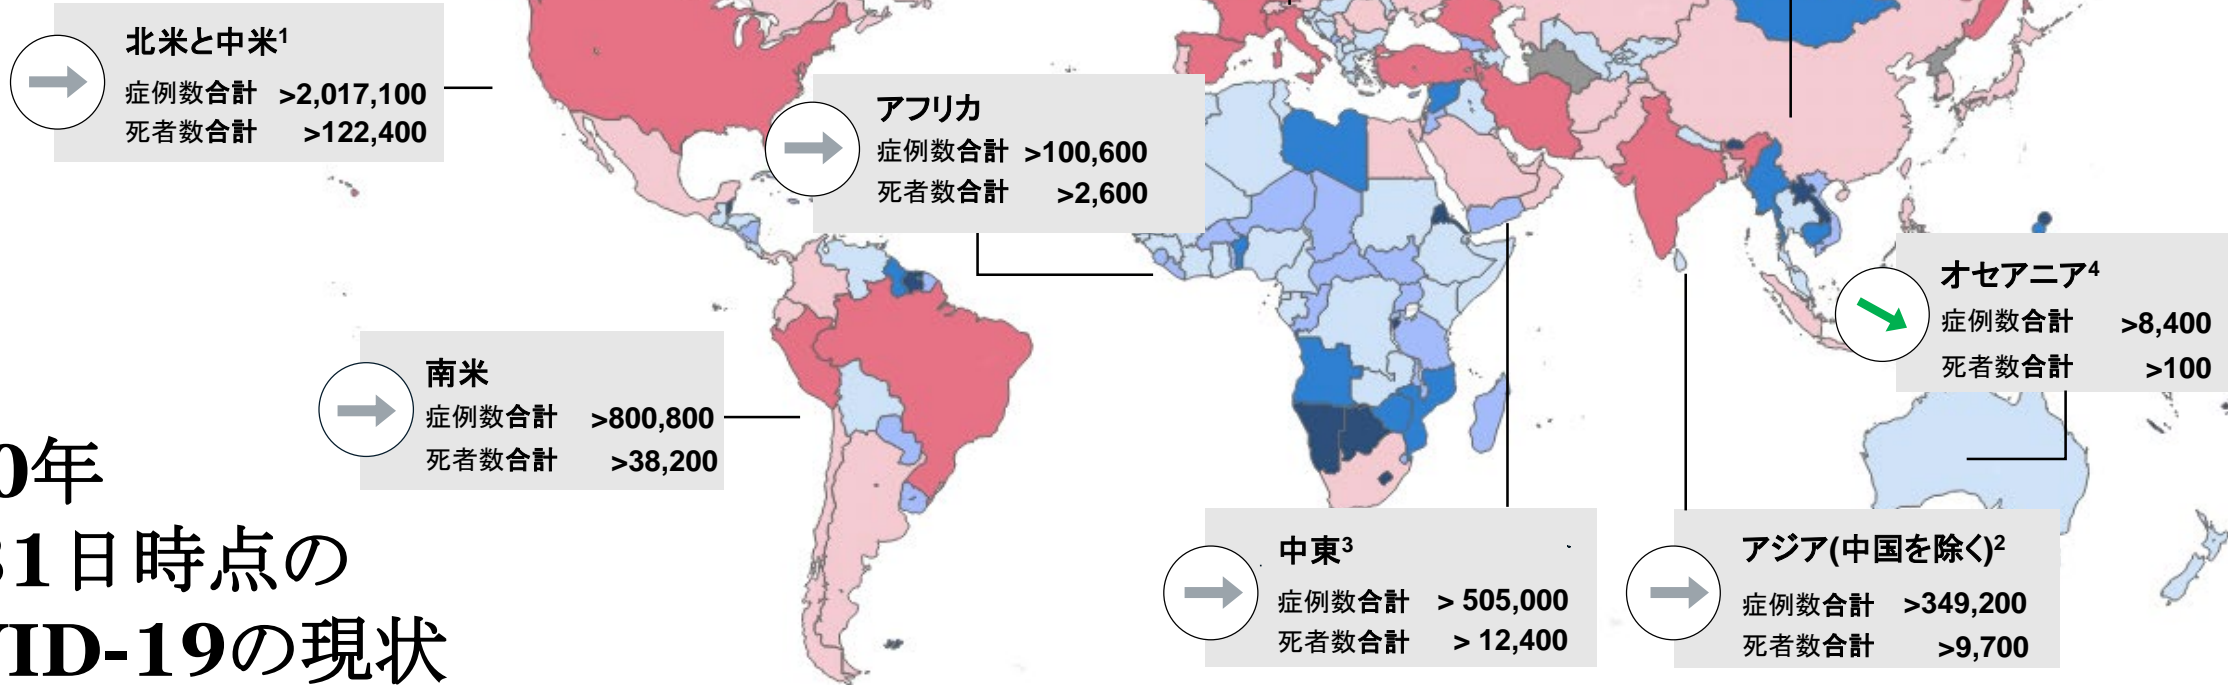 北米と中米¹
症例数合計 >2,017,100
死者数合計 >122,400
アフリカ
症例数合計 >100,600
死者数合計 >2,600
オセアニア⁴
症例数合計 >8,400
死者数合計 >100
南米
症例数合計 >800,800
死者数合計 >38,200
中東³
症例数合計 > 505,000
死者数合計 > 12,400
アジア(中国を除く)²
症例数合計 >349,200
死者数合計 >9,700
0年
31日時点の
VID-19の現状